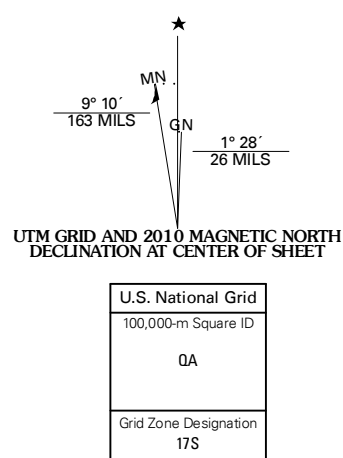 ★
MN
9° 10´
163 MILS
GN
1° 28´
26 MILS
UTM GRID AND 2010 MAGNETIC NORTH
DECLINATION AT CENTER OF SHEET
U.S. National Grid
100,000-m Square ID
QA
Grid Zone Designation
17S